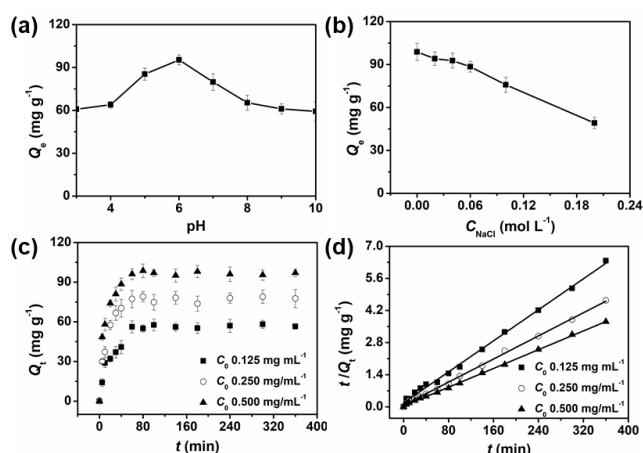 (a)
120
90
60
30
0
Qe (mg g-1)
4
6
8
10
pH
(b)
120
90
60
30
0
Qe (mg g-1)
0.00
0.06
0.12
0.18
0.24
CNaCl (mol L-1)
(c)
120
90
60
30
0
Qt (mg g-1)
C0 0.125 mg mL-1
C0 0.250 mg/mL-1
C0 0.500 mg/mL-1
0
80
160
240
320
400
t (min)
(d)
7.0
5.6
4.2
2.8
1.4
0.0
t /Qt (mg g-1)
C0 0.125 mg mL-1
C0 0.250 mg/mL-1
C0 0.500 mg/mL-1
0
60
120
180
240
300
360
t (min)